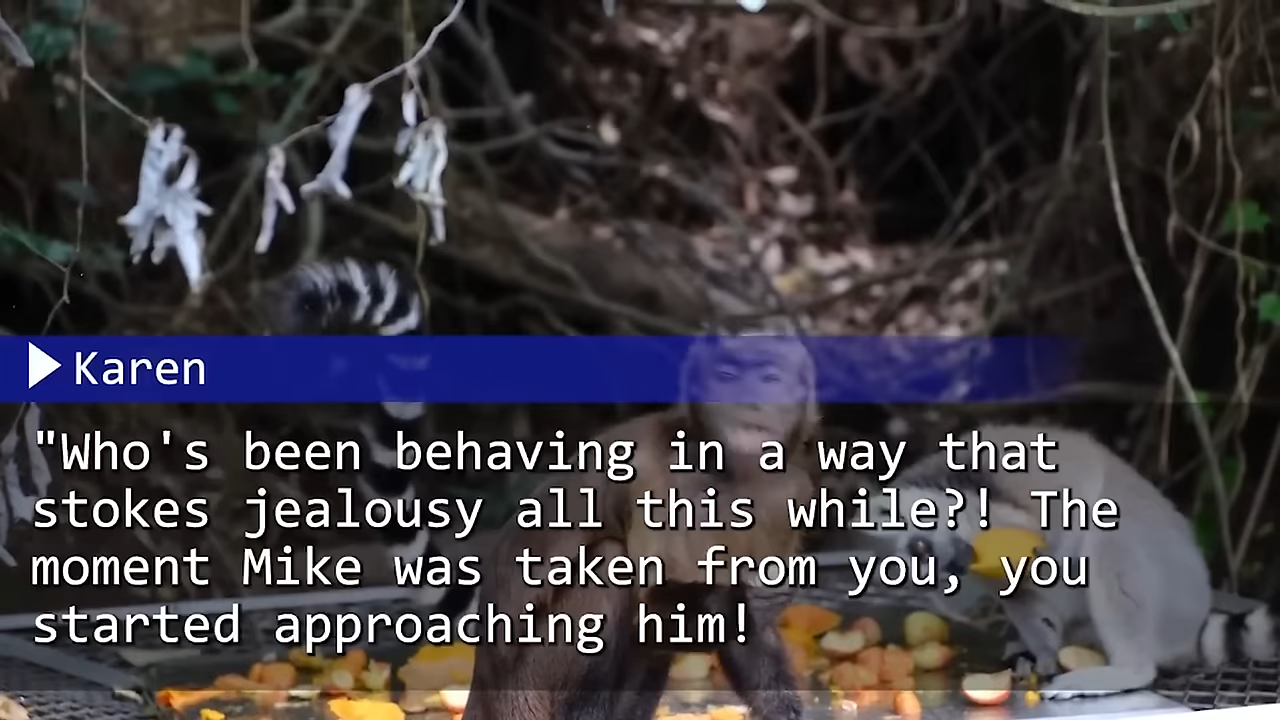 Karen
"Who's been behaving in a way that
stokes jealousy all this while?! The
moment Mike was taken from you, you
started approaching him!